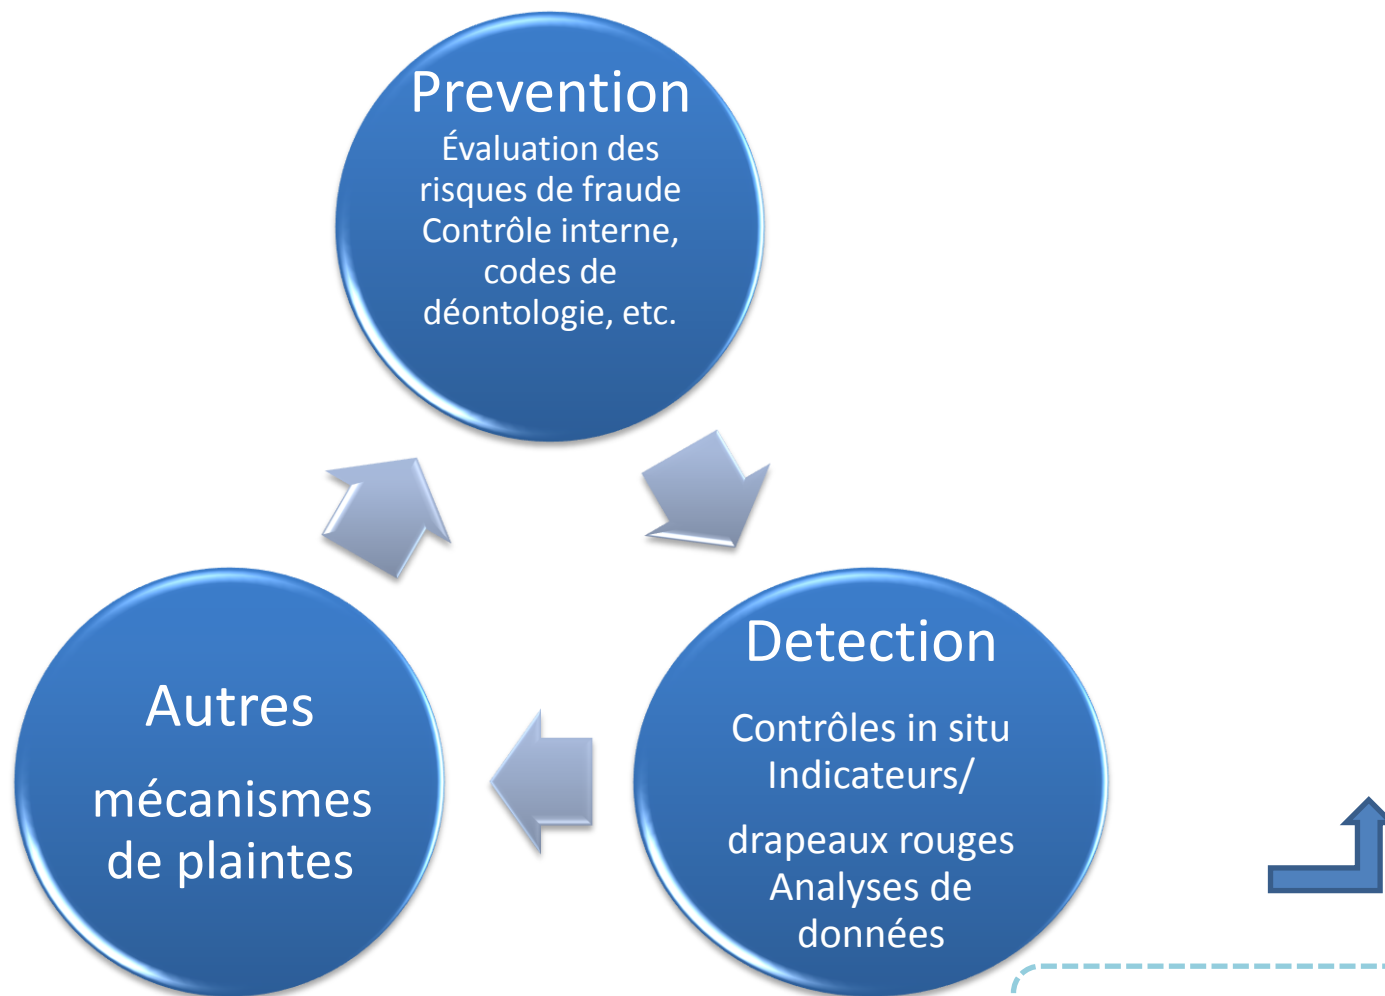 Prevention
Évaluation des
risques de fraude
Contrôle interne,
codes de
déontologie, etc.
Detection
Contrôles in situ
Indicateurs/
drapeaux rouges
Analyses de
données
Autres
mécanismes
de plaintes